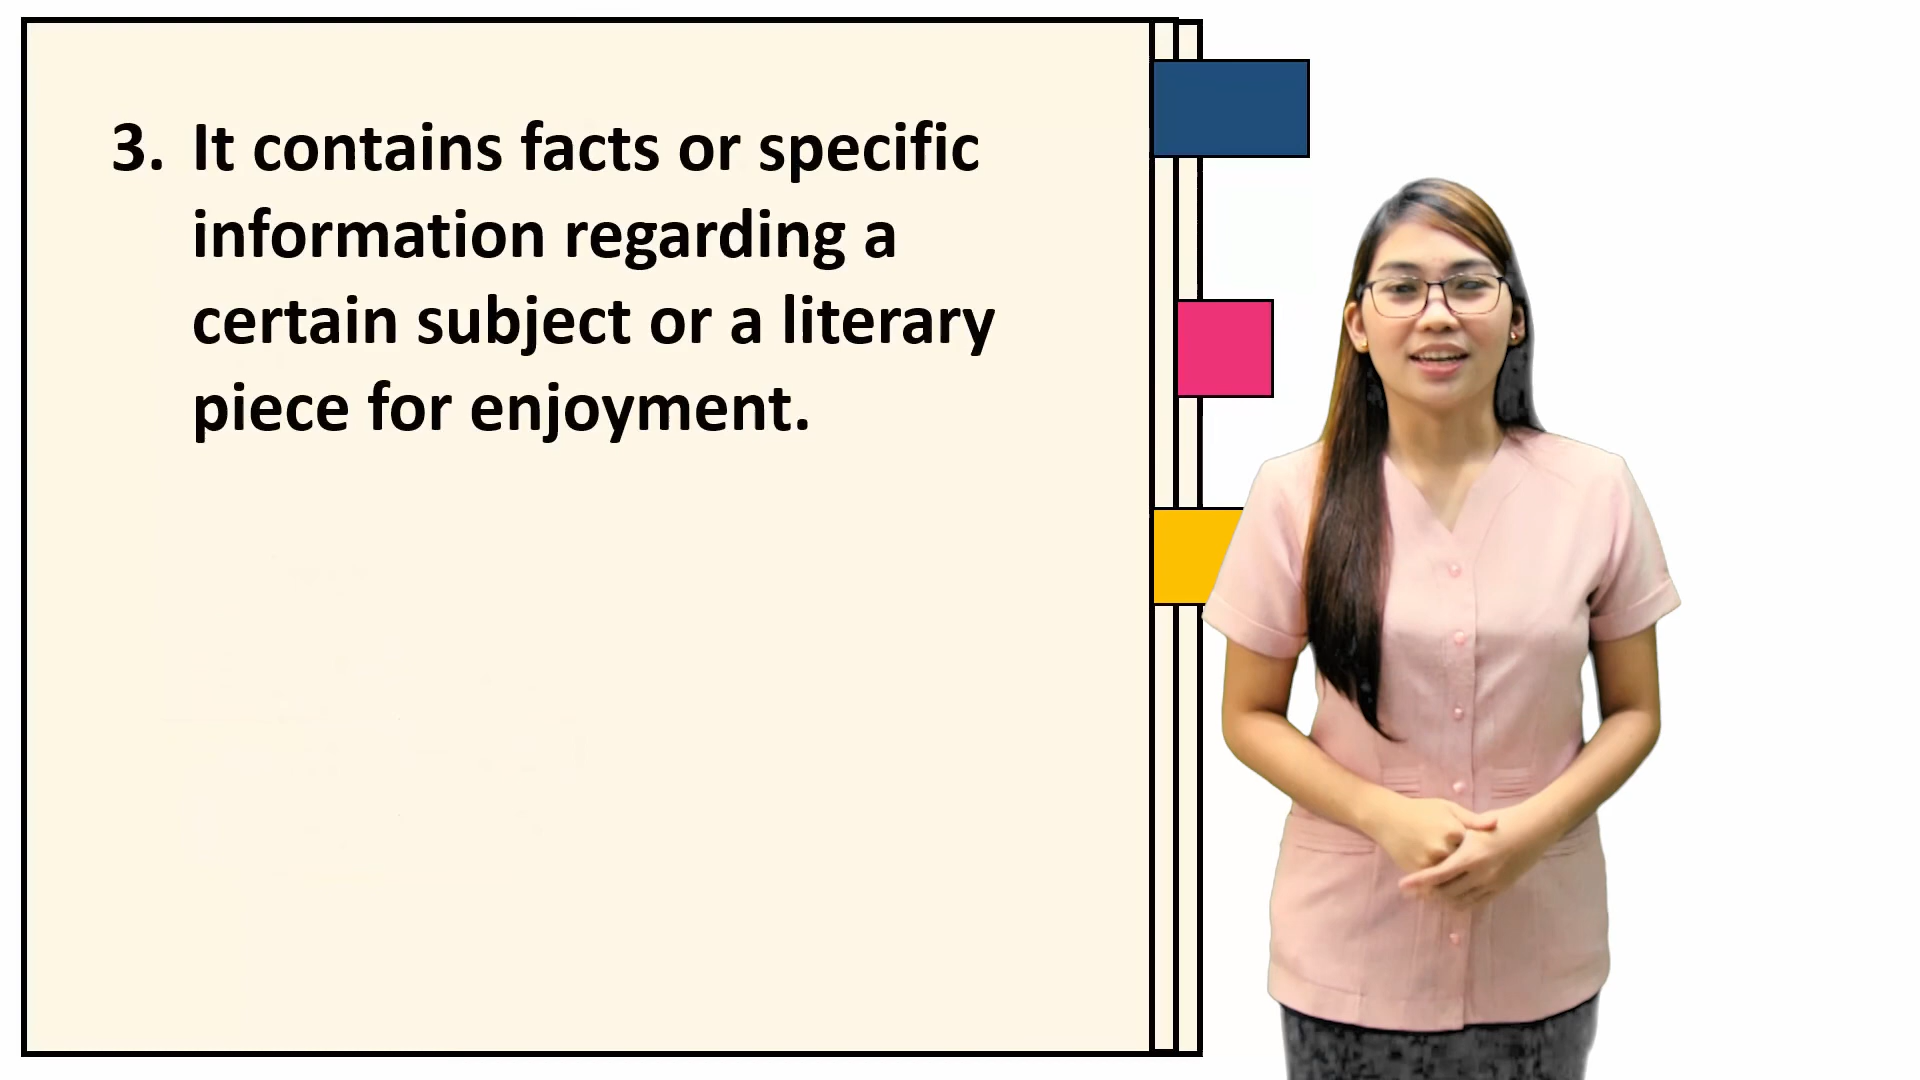 3. It contains facts or specific
information regarding a
certain subject or a literary
piece for enjoyment.